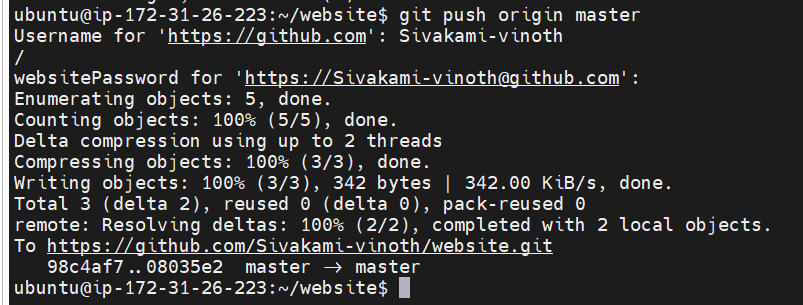 ubuntu@ip-172-31-26-223:~/website$ git push origin master
Username for 'https://github.com': Sivakami-vinoth
/
websitePassword for 'https://Sivakami-vinoth@github.com':
Enumerating objects: 5, done.
Counting objects: 100% (5/5), done.
Delta compression using up to 2 threads
Compressing objects: 100% (3/3), done.
Writing objects: 100% (3/3), 342 bytes | 342.00 KiB/s, done.
Total 3 (delta 2), reused 0 (delta 0), pack-reused 0
remote: Resolving deltas: 100% (2/2), completed with 2 local objects.
To https://github.com/Sivakami-vinoth/website.git
   98c4af7..08035e2  master -> master
ubuntu@ip-172-31-26-223:~/website$